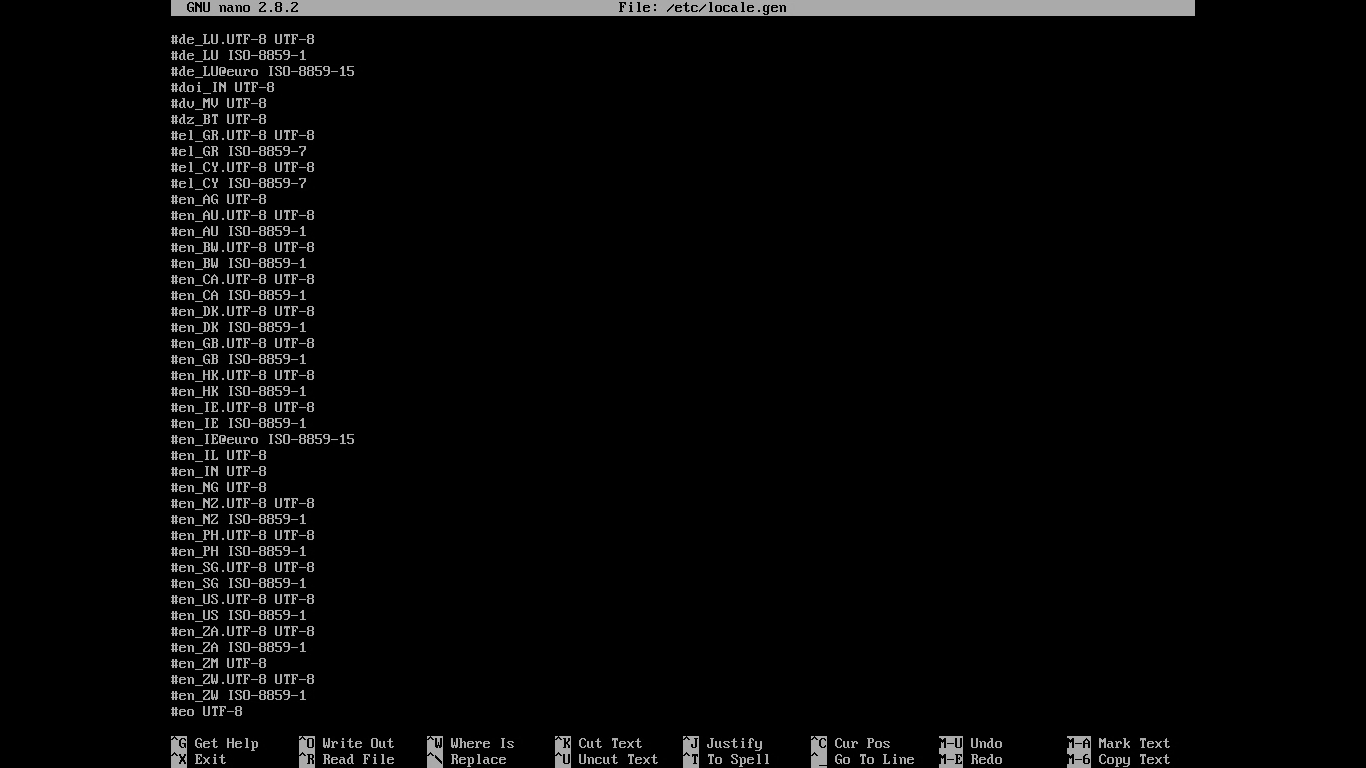 GNU nano 2.8.2 File: /etc/locale.gen
#de_LU.UTF-8 UTF-8
#de_LU ISO-8859-1
#de_LU@euro ISO-8859-15
#doi_IN UTF-8
#dv_MV UTF-8
#dz_BT UTF-8
#el_GR.UTF-8 UTF-8
#el_GR ISO-8859-7
#el_CY.UTF-8 UTF-8
#el_CY ISO-8859-7
#en_AG UTF-8
#en_AU.UTF-8 UTF-8
#en_AU ISO-8859-1
#en_BW.UTF-8 UTF-8
#en_BW ISO-8859-1
#en_CA.UTF-8 UTF-8
#en_CA ISO-8859-1
#en_DK.UTF-8 UTF-8
#en_DK ISO-8859-1
#en_GB.UTF-8 UTF-8
#en_GB ISO-8859-1
#en_HK.UTF-8 UTF-8
#en_HK ISO-8859-1
#en_IE.UTF-8 UTF-8
#en_IE ISO-8859-1
#en_IE@euro ISO-8859-15
#en_IL UTF-8
#en_IN UTF-8
#en_NG UTF-8
#en_NZ.UTF-8 UTF-8
#en_NZ ISO-8859-1
#en_PH.UTF-8 UTF-8
#en_PH ISO-8859-1
#en_SG.UTF-8 UTF-8
#en_SG ISO-8859-1
#en_US.UTF-8 UTF-8
#en_US ISO-8859-1
#en_ZA.UTF-8 UTF-8
#en_ZA ISO-8859-1
#en_ZM UTF-8
#en_ZW.UTF-8 UTF-8
#en_ZW ISO-8859-1
#eo UTF-8
^G Get Help ^O Write Out ^W Where Is ^K Cut Text ^J Justify ^C Cur Pos M-U Undo M-A Mark Text
^X Exit ^R Read File ^\ Replace ^U Uncut Text ^T To Spell ^_ Go To Line M-E Redo M-6 Copy Text